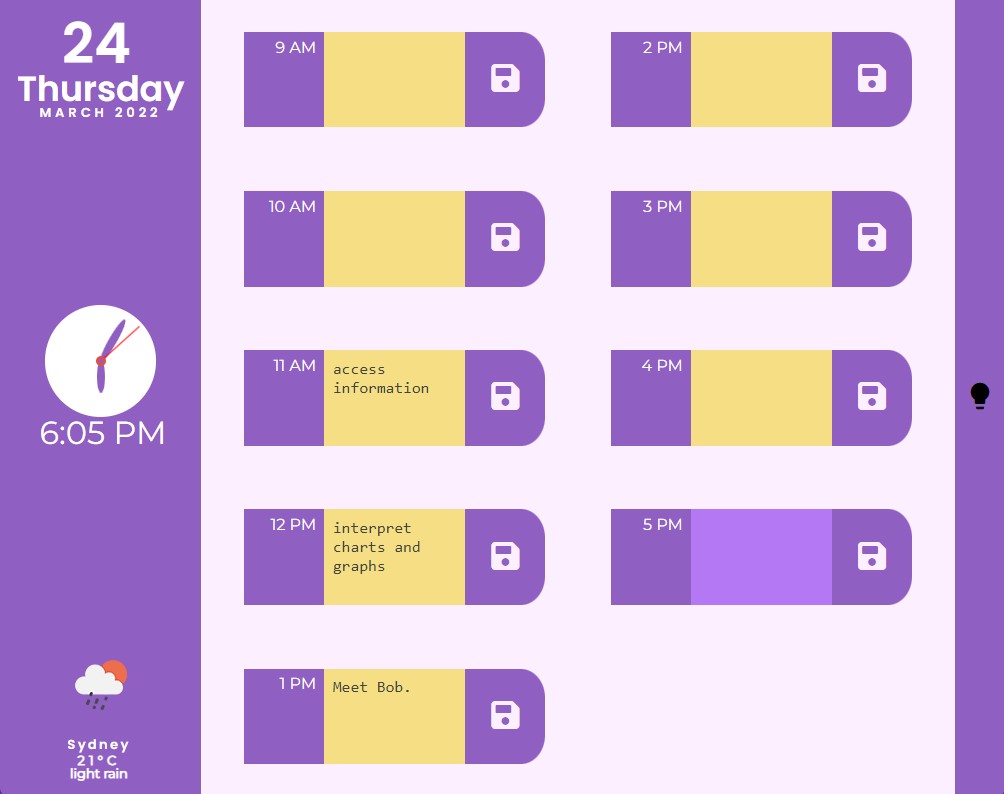 24
Thursday
MARCH 2022
6:05 PM
Sydney
21°C
light rain
9 AM
10 AM
11 AM
access
information
12 PM
interpret
charts and
graphs
1 PM
Meet Bob.
2 PM
3 PM
4 PM
5 PM